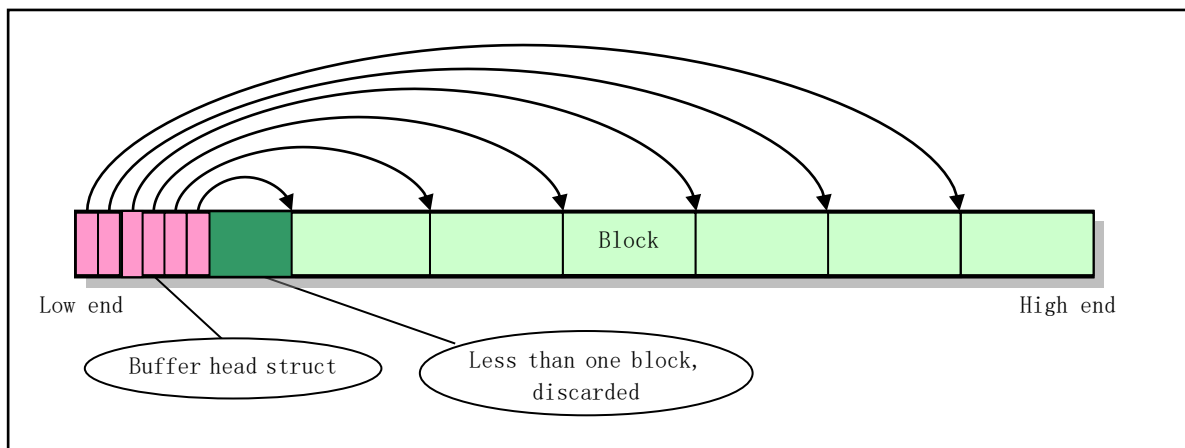 Block
Low end
High end
Buffer head struct
Less than one block,
discarded